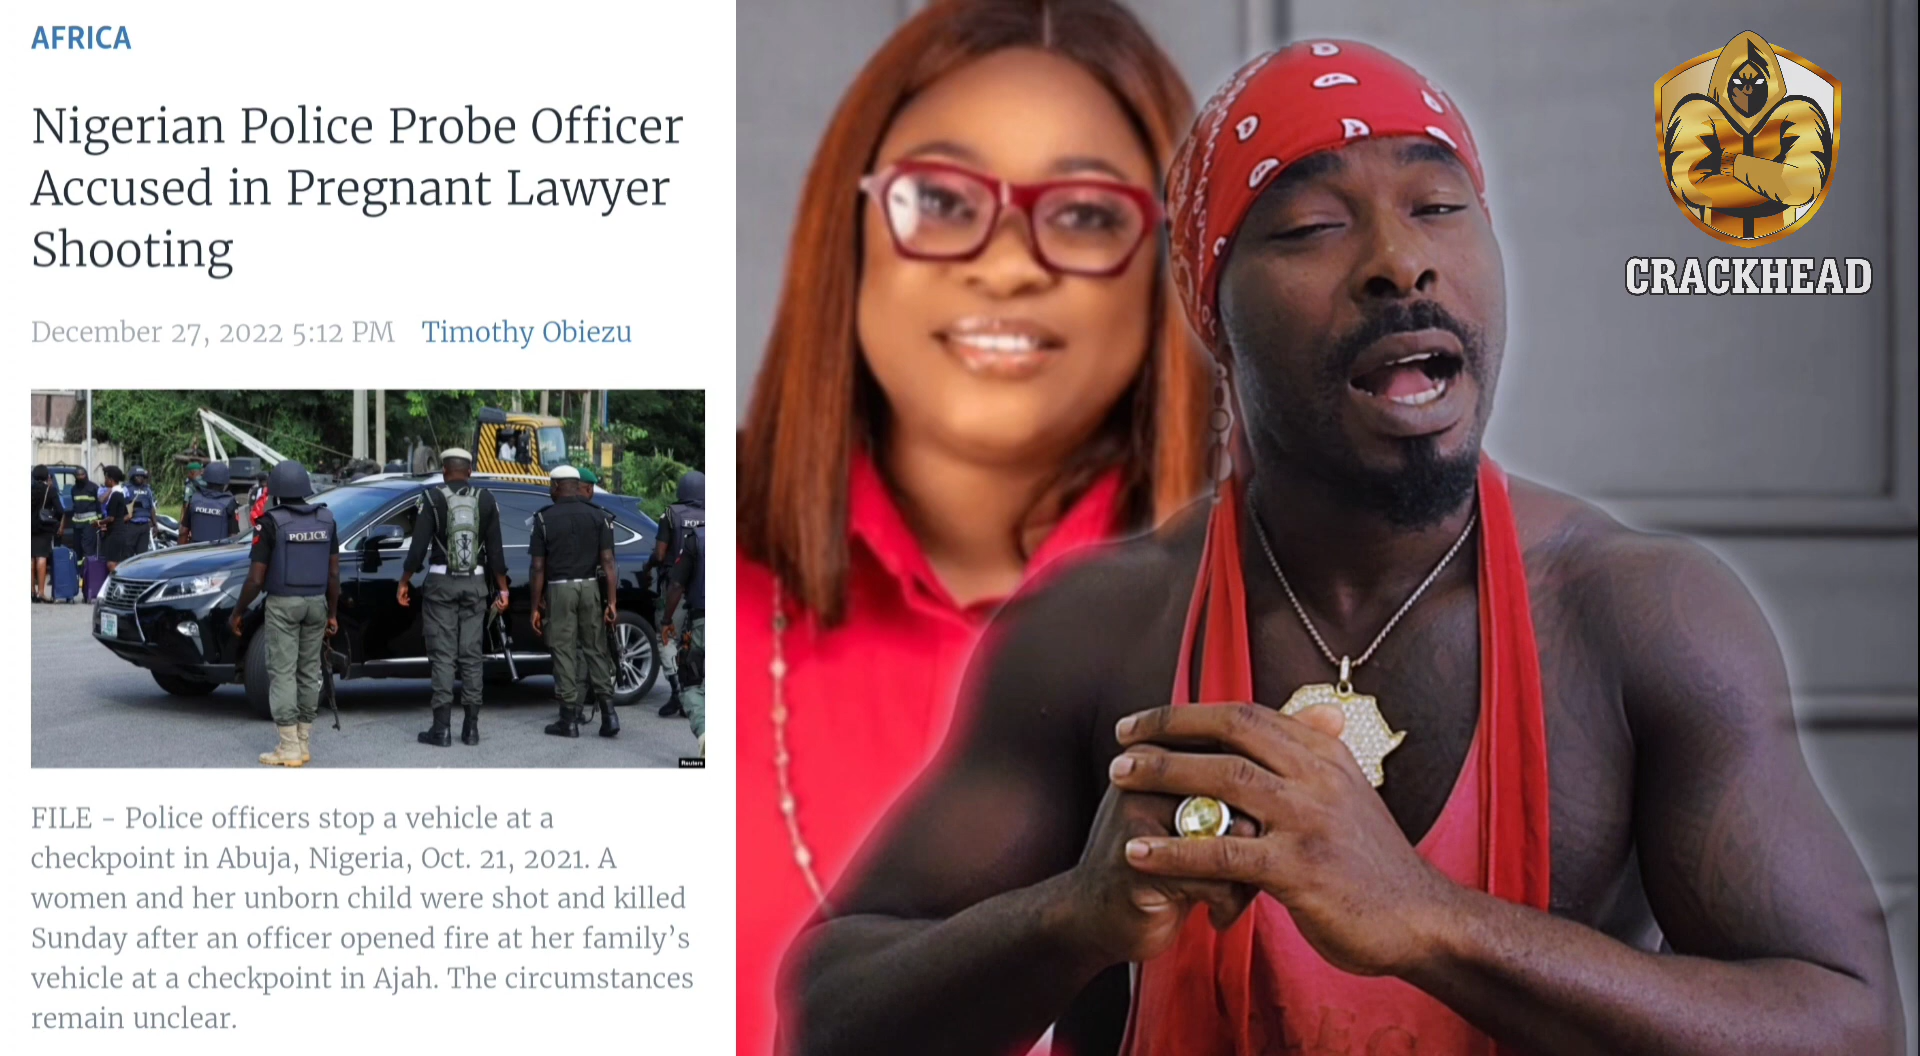 AFRICA
Nigerian Police Probe Officer
Accused in Pregnant Lawyer
Shooting
December 27, 2022 5:12 PM Timothy Obiezu
POLICE
POLICE
Reuters
FILE - Police officers stop a vehicle at a
checkpoint in Abuja, Nigeria, Oct. 21, 2021. A
women and her unborn child were shot and killed
Sunday after an officer opened fire at her family's
vehicle at a checkpoint in Ajah. The circumstances
remain unclear.
CRACKHEAD